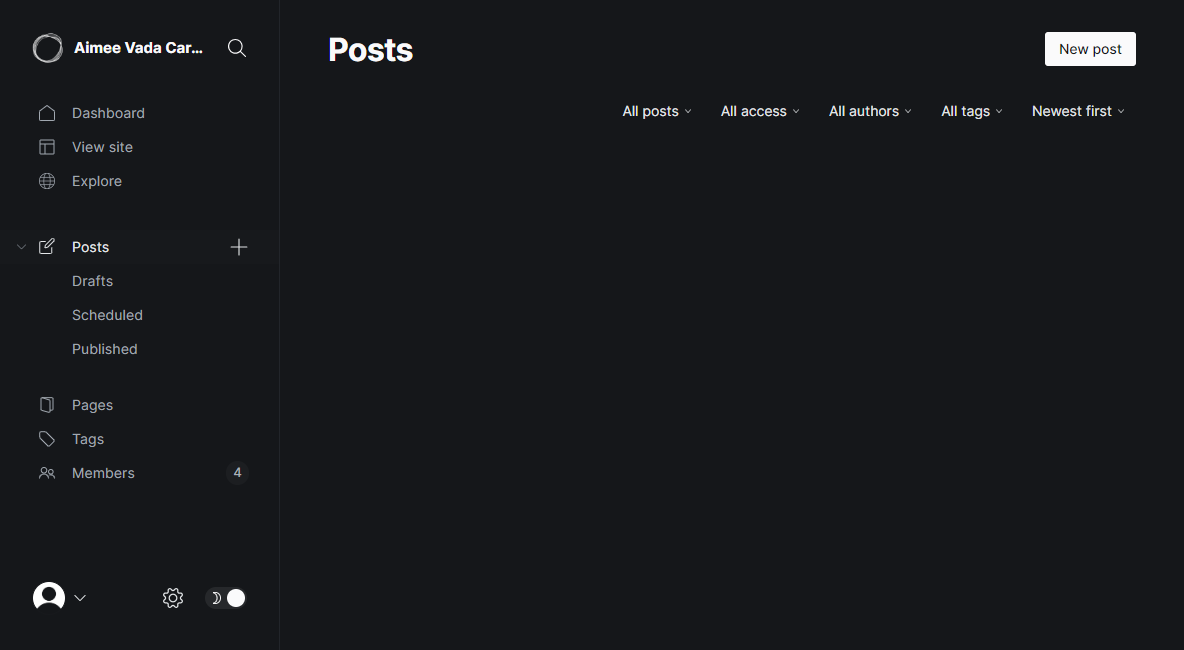 Aimee Vada Car...
Dashboard
View site
Explore
Posts
Drafts
Scheduled
Published
Pages
Tags
Members 4
Posts
New post
All posts All access All authors All tags Newest first